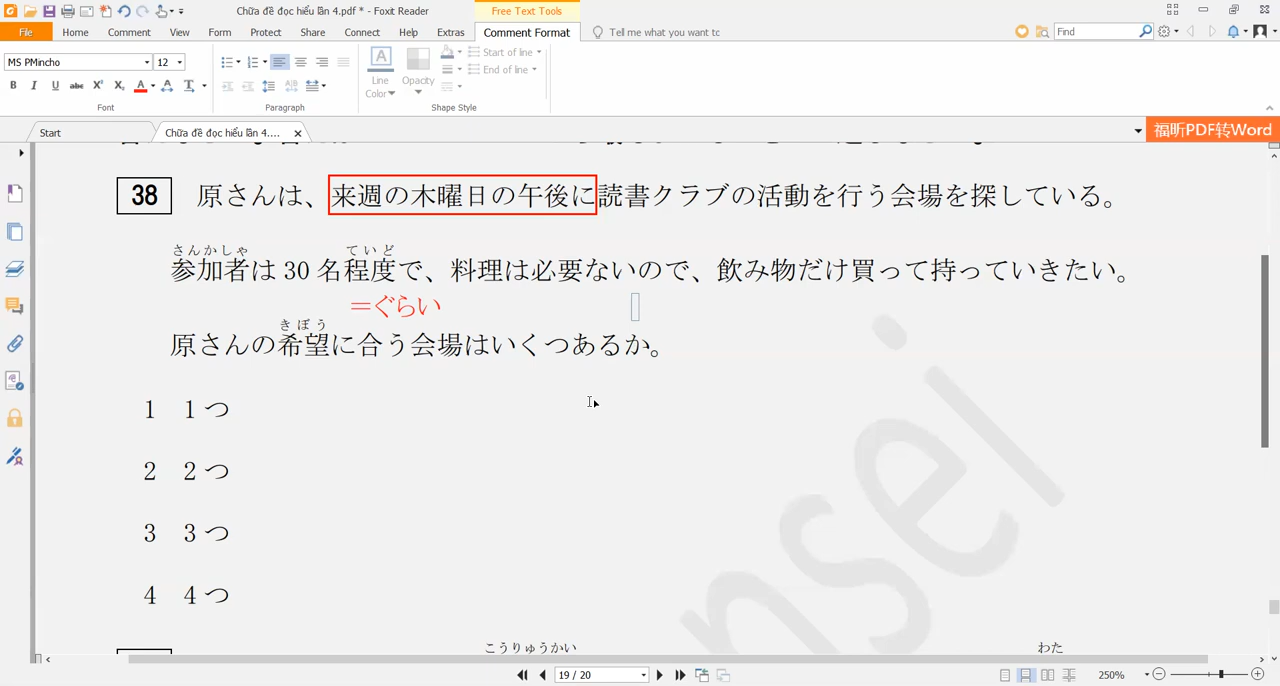 Chữa đề đọc hiểu lần 4.pdf * - Foxit Reader
Free Text Tools
File Home Comment View Form Protect Share Connect Help Extras Comment Format Tell me what you want tc Find
MS PMincho 12 Start of line
B I U abc X² X₂ A A T Line Color Opacity End of line
Font Paragraph Shape Style
Start Chữa đề đọc hiểu lần 4.... 福昕PDF转Word
38 原さんは、来週の木曜日の午後に読書クラブの活動を行う会場を探している。
さんかしゃ ていど
参加者は 30 名程度で、料理は必要ないので、飲み物だけ買って持っていきたい。
=ぐらい
きぼう
原さんの希望に合う会場はいくつあるか。
1 1つ
2 2つ
3 3つ
4 4つ
nsei
こうりゅうかい わた
19 / 20 250%